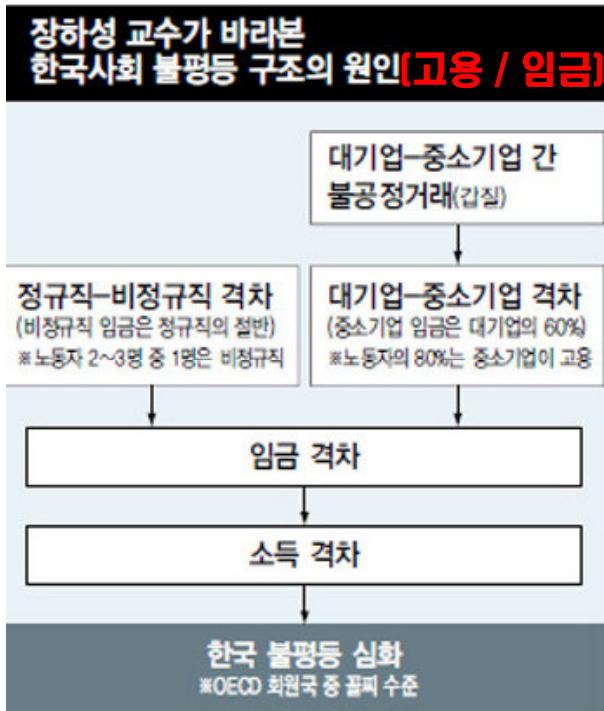 장하성 교수가 바라본
한국사회 불평등 구조의 원인(고용 / 임금)
대기업-중소기업 간
불공정거래(갑질)
정규직-비정규직 격차
(비정규직 임금은 정규직의 절반)
※노동자 2~3명 중 1명은 비정규직
대기업-중소기업 격차
(중소기업 임금은 대기업의 60%)
※노동자의 80%는 중소기업이 고용
임금 격차
소득 격차
한국 불평등 심화
※OECD 회원국 중 꼴찌 수준